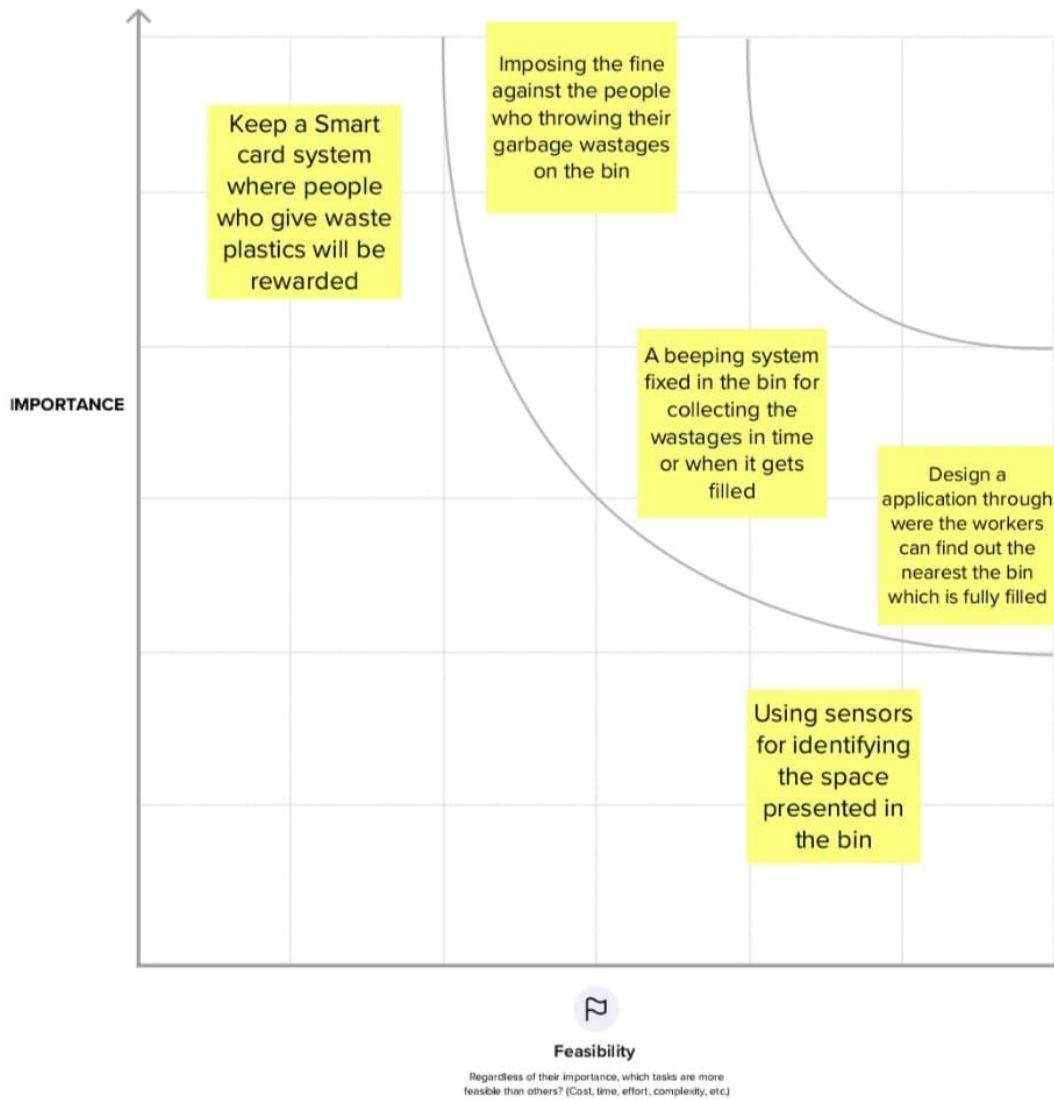 Imposing the fine
against the people
who throwing their
garbage wastages
on the bin
Keep a Smart
card system
where people
who give waste
plastics will be
rewarded
A beeping system
fixed in the bin for
collecting the
wastages in time
or when it gets
filled
IMPORTANCE
Design a
application through
were the workers
can find out the
nearest the bin
which is fully filled
Using sensors
for identifying
the space
presented in
the bin
Feasibility
Regardless of their importance, which tasks are more
feasible than others? (Cost, time, effort, complexity, etc.)